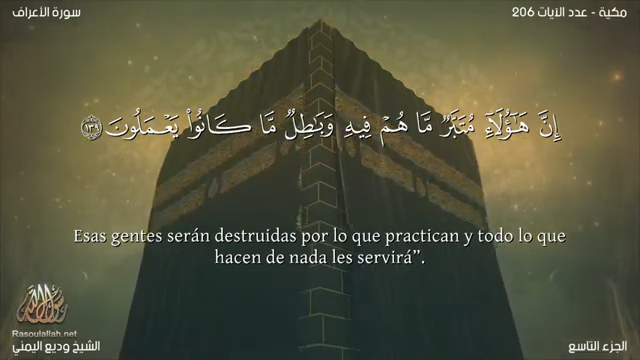 سورة الأعراف
مكية - عدد الآيات 206
إِنَّ هَٰٓؤُلَآءِ مُتَبَّرٌ مَّا هُمْ فِيهِ وَبَٰطِلٌ مَّا كَانُوا۟ يَعْمَلُونَ ١٣٩
Esas gentes serán destruidas por lo que practican y todo lo que
hacen de nada les servirá”.
Rasoulallah.net
الشيخ وديع اليمني
الجزء التاسع